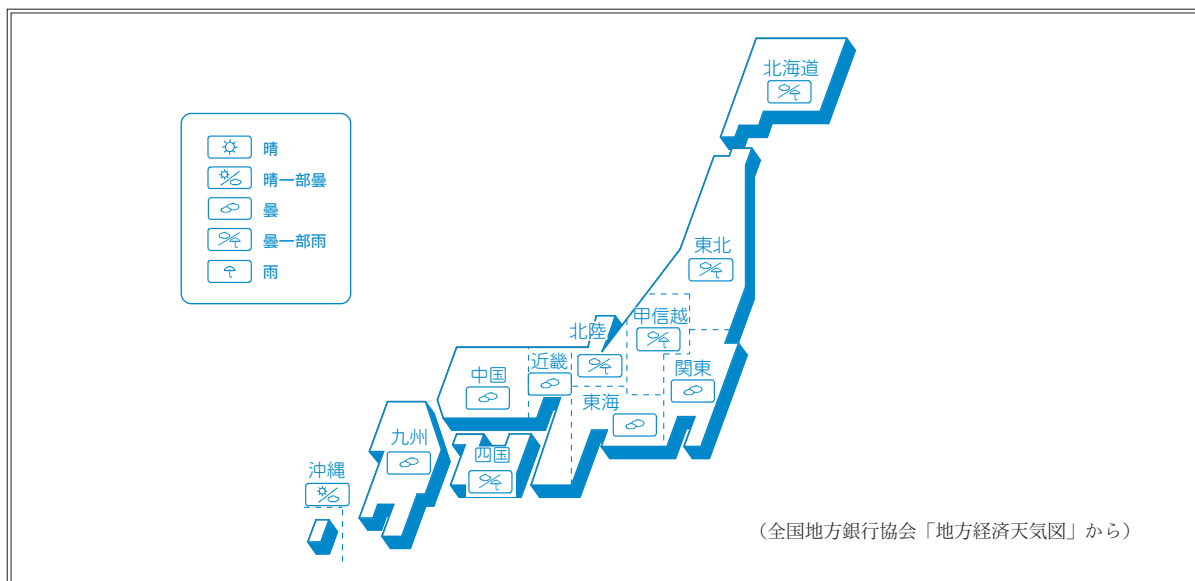 晴
晴一部曇
曇
曇一部雨
雨
北海道
東北
甲信越
北陸
近畿
関東
中国
東海
九州
四国
沖縄
（全国地方銀行協会「地方経済天気図」から）